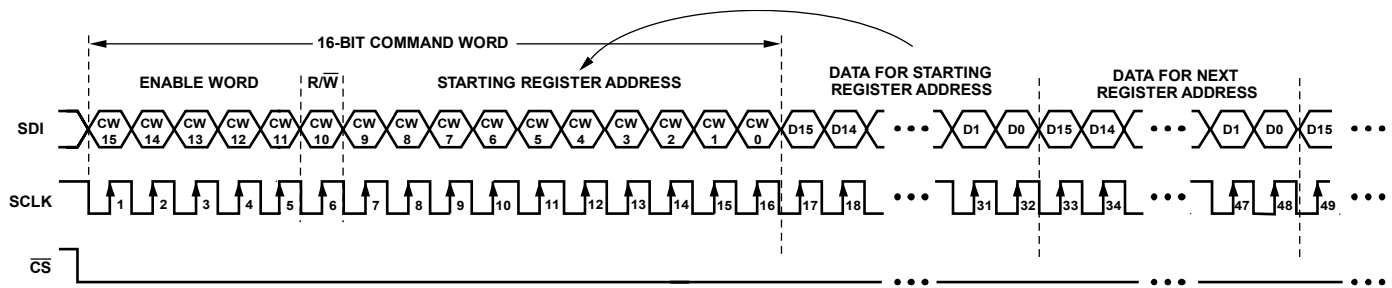 16-BIT COMMAND WORD
ENABLE WORD
R/W̅
STARTING REGISTER ADDRESS
DATA FOR STARTING
REGISTER ADDRESS
DATA FOR NEXT
REGISTER ADDRESS
SDI
CW
15
CW
14
CW
13
CW
12
CW
11
CW
10
CW
9
CW
8
CW
7
CW
6
CW
5
CW
4
CW
3
CW
2
CW
1
CW
0
D15 D14 ••• D1 D0 D15 D14 ••• D1 D0 D15 •••
SCLK 1 2 3 4 5 6 7 8 9 10 11 12 13 14 15 16 17 18 ••• 31 32 33 34 ••• 47 48 49 •••
C̅S̅ ••• ••• •••